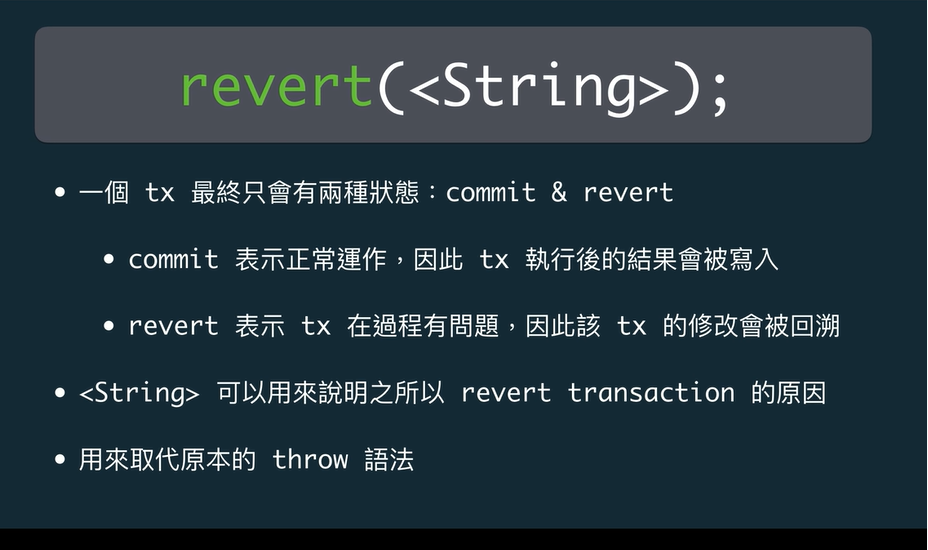 revert(<String>);
• 一個 tx 最終只會有兩種狀態：commit & revert
• commit 表示正常運作，因此 tx 執行後的結果會被寫入
• revert 表示 tx 在過程有問題，因此該 tx 的修改會被回溯
• <String> 可以用來說明之所以 revert transaction 的原因
• 用來取代原本的 throw 語法